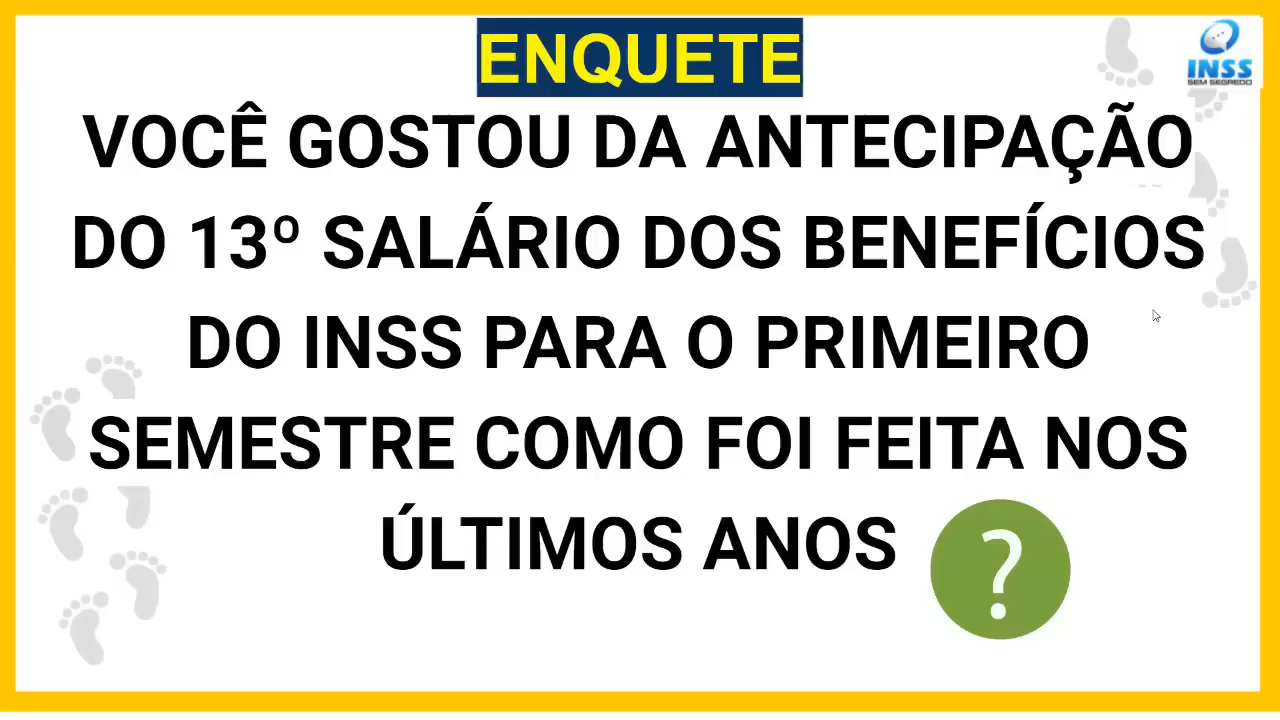 ENQUETE
INSS
SEM SEGREDO
VOCÊ GOSTOU DA ANTECIPAÇÃO
DO 13º SALÁRIO DOS BENEFÍCIOS
DO INSS PARA O PRIMEIRO
SEMESTRE COMO FOI FEITA NOS
ÚLTIMOS ANOS ?